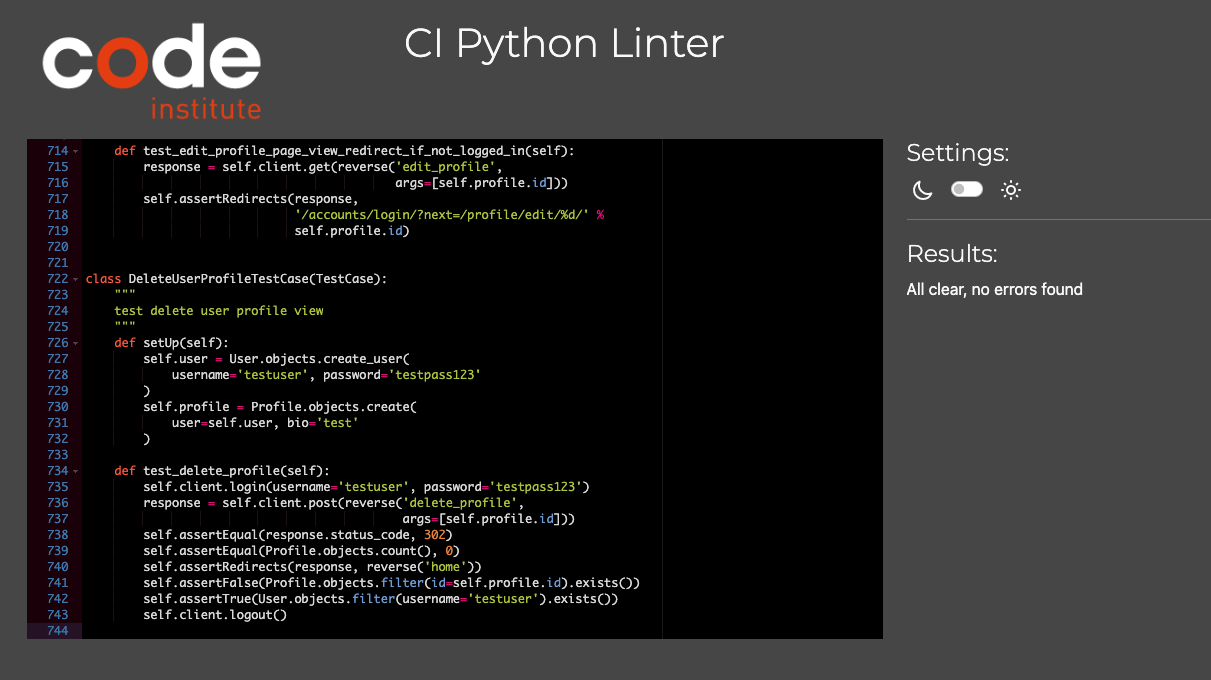 code
institute
CI Python Linter
714     def test_edit_profile_page_view_redirect_if_not_logged_in(self):
715         response = self.client.get(reverse('edit_profile',
716                                            args=[self.profile.id]))
717         self.assertRedirects(response,
718                              '/accounts/login/?next=/profile/edit/%d/' %
719                              self.profile.id)
720
721
722 class DeleteUserProfileTestCase(TestCase):
723     """
724     test delete user profile view
725     """
726     def setUp(self):
727         self.user = User.objects.create_user(
728             username='testuser', password='testpass123'
729         )
730         self.profile = Profile.objects.create(
731             user=self.user, bio='test'
732         )
733
734     def test_delete_profile(self):
735         self.client.login(username='testuser', password='testpass123')
736         response = self.client.post(reverse('delete_profile',
737                                             args=[self.profile.id]))
738         self.assertEqual(response.status_code, 302)
739         self.assertEqual(Profile.objects.count(), 0)
740         self.assertRedirects(response, reverse('home'))
741         self.assertFalse(Profile.objects.filter(id=self.profile.id).exists())
742         self.assertTrue(User.objects.filter(username='testuser').exists())
743         self.client.logout()
744
Settings:
Results:
All clear, no errors found